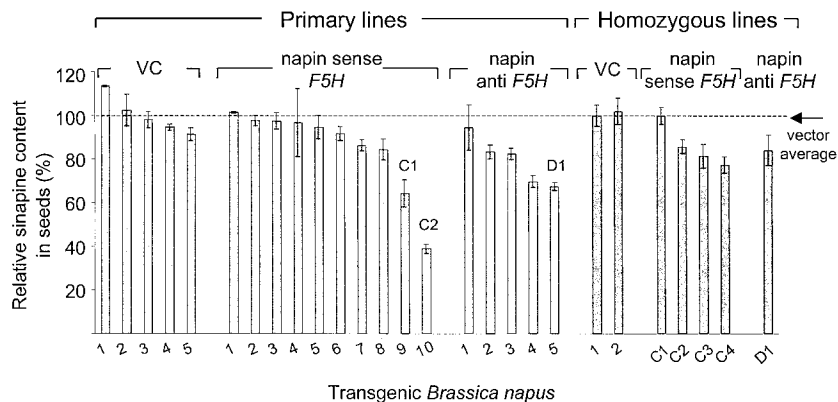 Primary lines
Homozygous lines
VC
napin sense
F5H
napin
anti F5H
VC
napin
sense F5H
napin
anti F5H
Relative sinapine content
in seeds (%)
120
100
80
60
40
20
C1
C2
D1
vector
average
1 2 3 4 5
1 2 3 4 5 6 7 8 9 10
1 2 3 4 5
1 2
C1 C2 C3 C4
D1
Transgenic Brassica napus